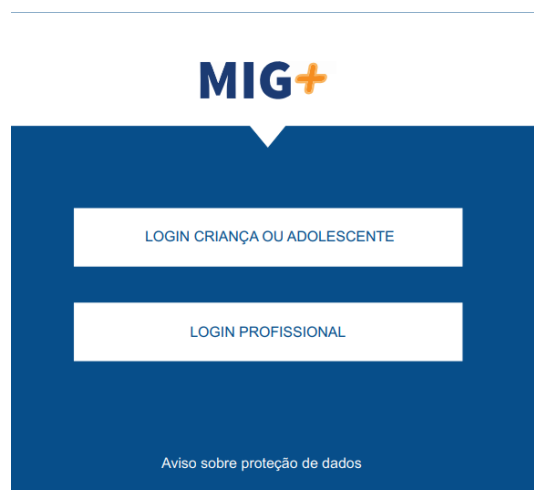 MIG+
LOGIN CRIANÇA OU ADOLESCENTE
LOGIN PROFISSIONAL
Aviso sobre proteção de dados